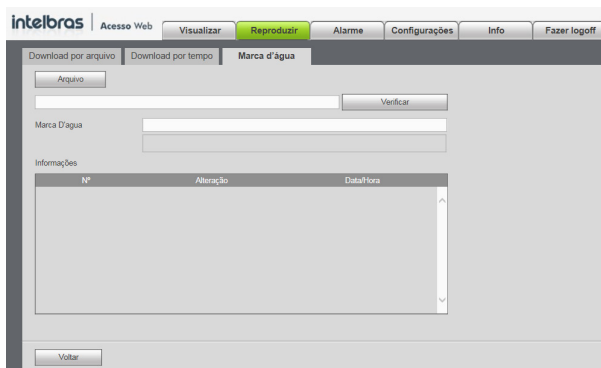 intelbras Acesso Web Visualizar Reproduzir Alarme Configurações Info Fazer logoff
Download por arquivo Download por tempo Marca d'água
Arquivo
Verificar
Marca D'agua
Informações
Nº Alteração Data/Hora
Voltar